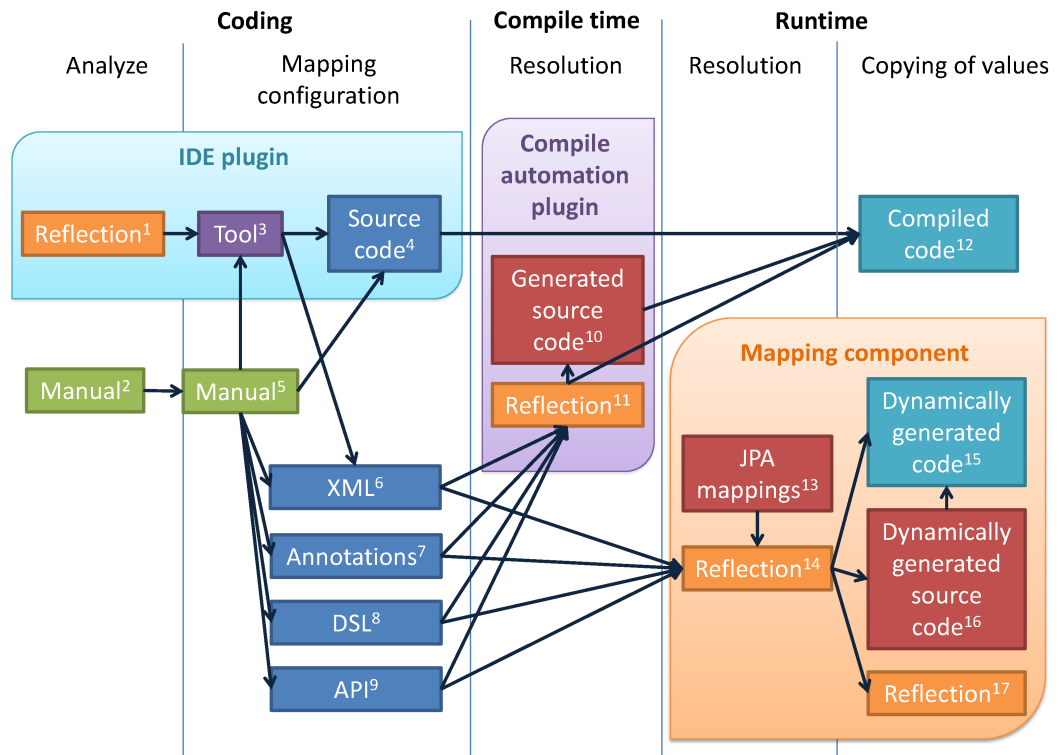 Coding
Compile time
Runtime
Analyze
Mapping
configuration
Resolution
Resolution
Copying of values
IDE plugin
Compile
automation
plugin
Reflection¹
Tool³
Source
code⁴
Compiled
code¹²
Generated
source
code¹⁰
Mapping component
Manual²
Manual⁵
Reflection¹¹
Dynamically
generated
code¹⁵
JPA
mappings¹³
XML⁶
Annotations⁷
Reflection¹⁴
Dynamically
generated
source
code¹⁶
DSL⁸
API⁹
Reflection¹⁷